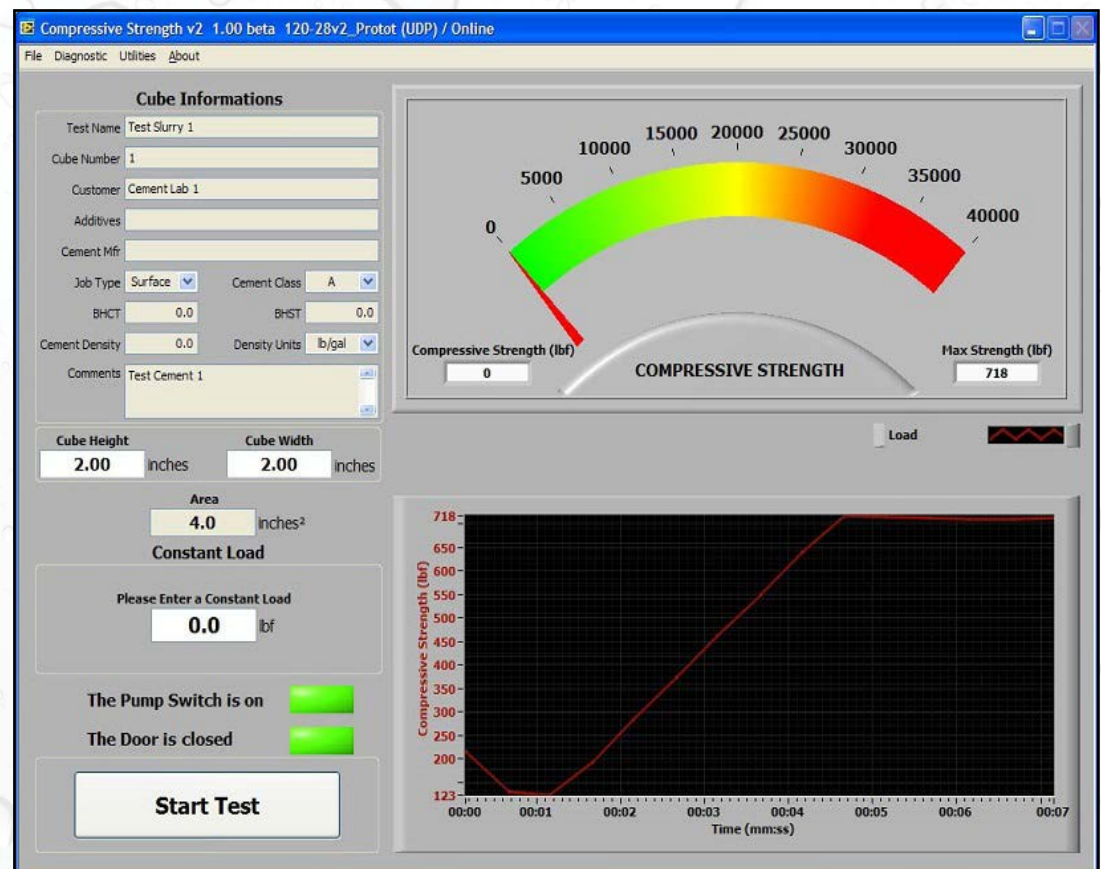 Compressive Strength v2 1.00 beta 120-28v2_Protot (UDP) / Online
File Diagnostic Utilities About
Cube Informations
Test Name Test Slurry 1
Cube Number 1
Customer Cement Lab 1
Additives
Cement Mfr
Job Type Surface Cement Class A
BHCT 0.0 BHST 0.0
Cement Density 0.0 Density Units lb/gal
Comments Test Cement 1
Cube Height Cube Width
2.00 inches 2.00 inches
Area
4.0 inches²
Constant Load
Please Enter a Constant Load
0.0 lbf
The Pump Switch is on
The Door is closed
Start Test
0 5000 10000 15000 20000 25000 30000 35000 40000
Compressive Strength (lbf)
0
COMPRESSIVE STRENGTH
Max Strength (lbf)
718
Load
Compressive Strength (lbf)
718
650
600
550
500
450
400
350
300
250
200
123
00:00 00:01 00:02 00:03 00:04 00:05 00:06 00:07
Time (mm:ss)